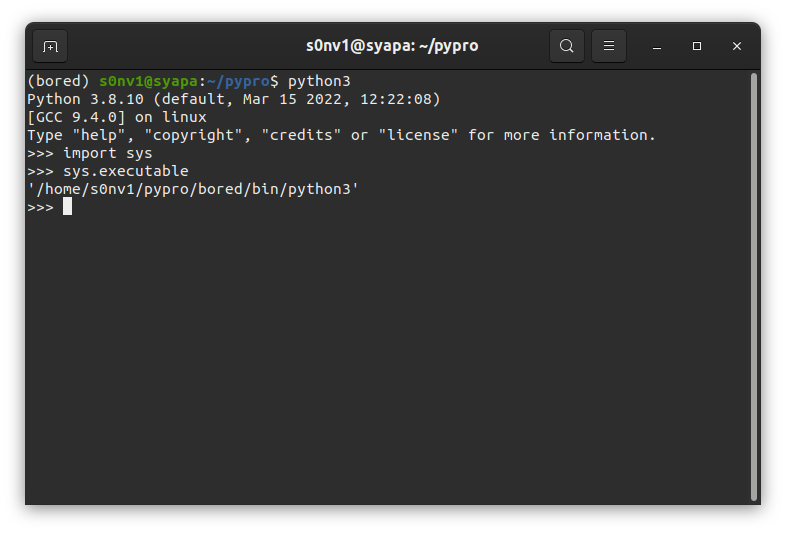 s0nv1@syapa: ~/pypro
(bored) s0nv1@syapa:~/pypro$ python3
Python 3.8.10 (default, Mar 15 2022, 12:22:08)
[GCC 9.4.0] on linux
Type "help", "copyright", "credits" or "license" for more information.
>>> import sys
>>> sys.executable
'/home/s0nv1/pypro/bored/bin/python3'
>>>